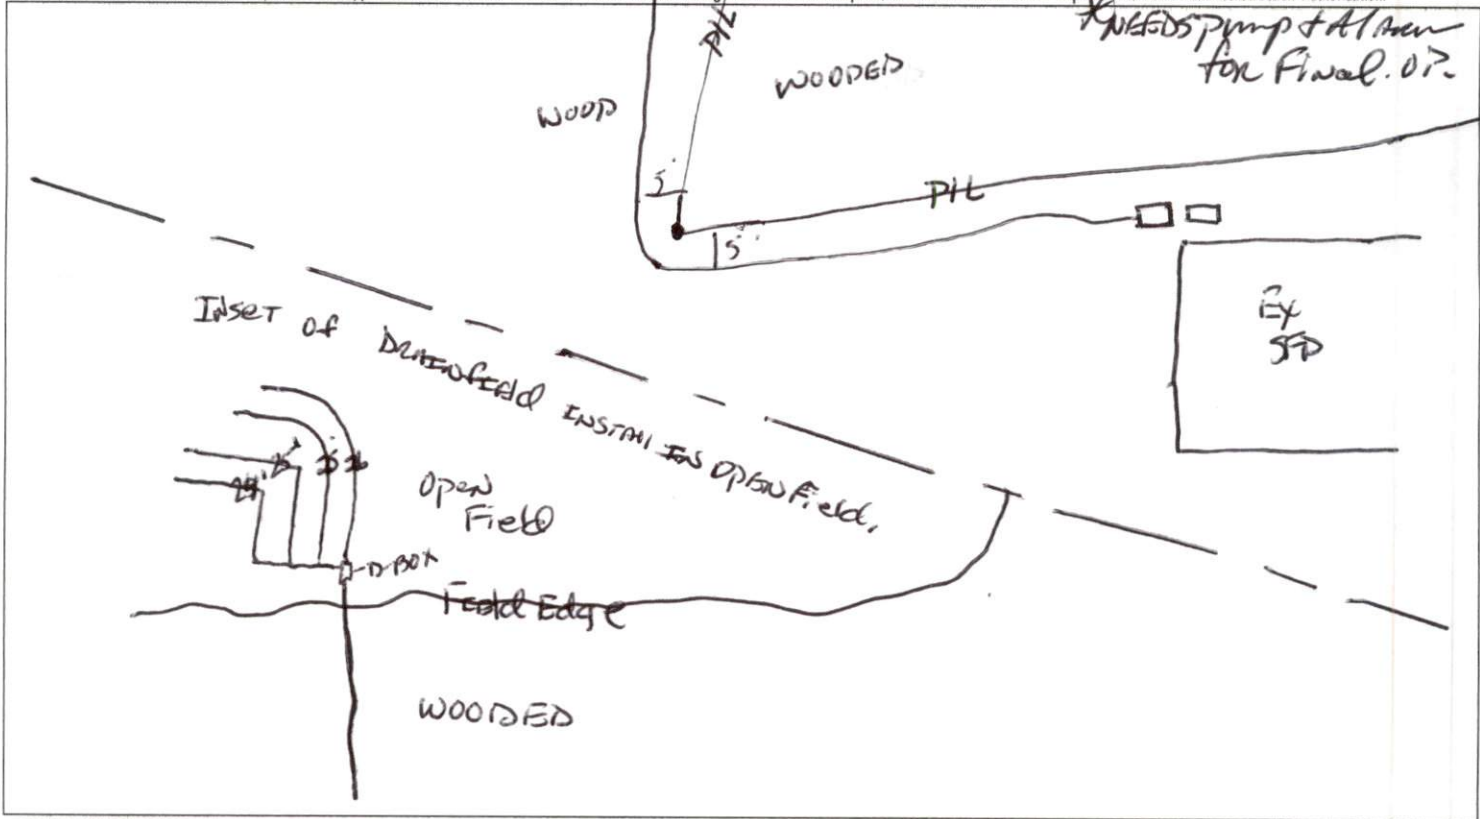 *NEEDS pump & Alarm
for Final. OP.
P/L
WOODED
WOOD
5'
P/L
5'
Ex
SFD
Inset of Drainfield install in open field.
open
Field
D-BOX
Field Edge
WOODED